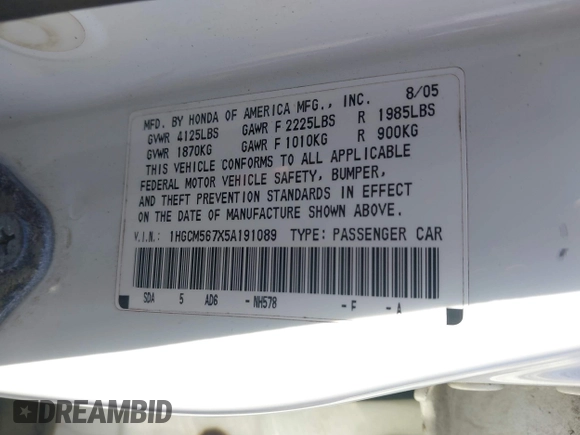 MFD. BY HONDA OF AMERICA MFG., INC. 8/05
GVWR 4125LBS GAWR F 2225LBS R 1985LBS
GVWR 1870KG GAWR F 1010KG R 900KG
THIS VEHICLE CONFORMS TO ALL APPLICABLE
FEDERAL MOTOR VEHICLE SAFETY, BUMPER,
AND THEFT PREVENTION STANDARDS IN EFFECT
ON THE DATE OF MANUFACTURE SHOWN ABOVE.
V.I.N.: 1HGCM567X5A191089 TYPE: PASSENGER CAR
SDA 5 AD6 -NH578 -F -A
DREAMBID